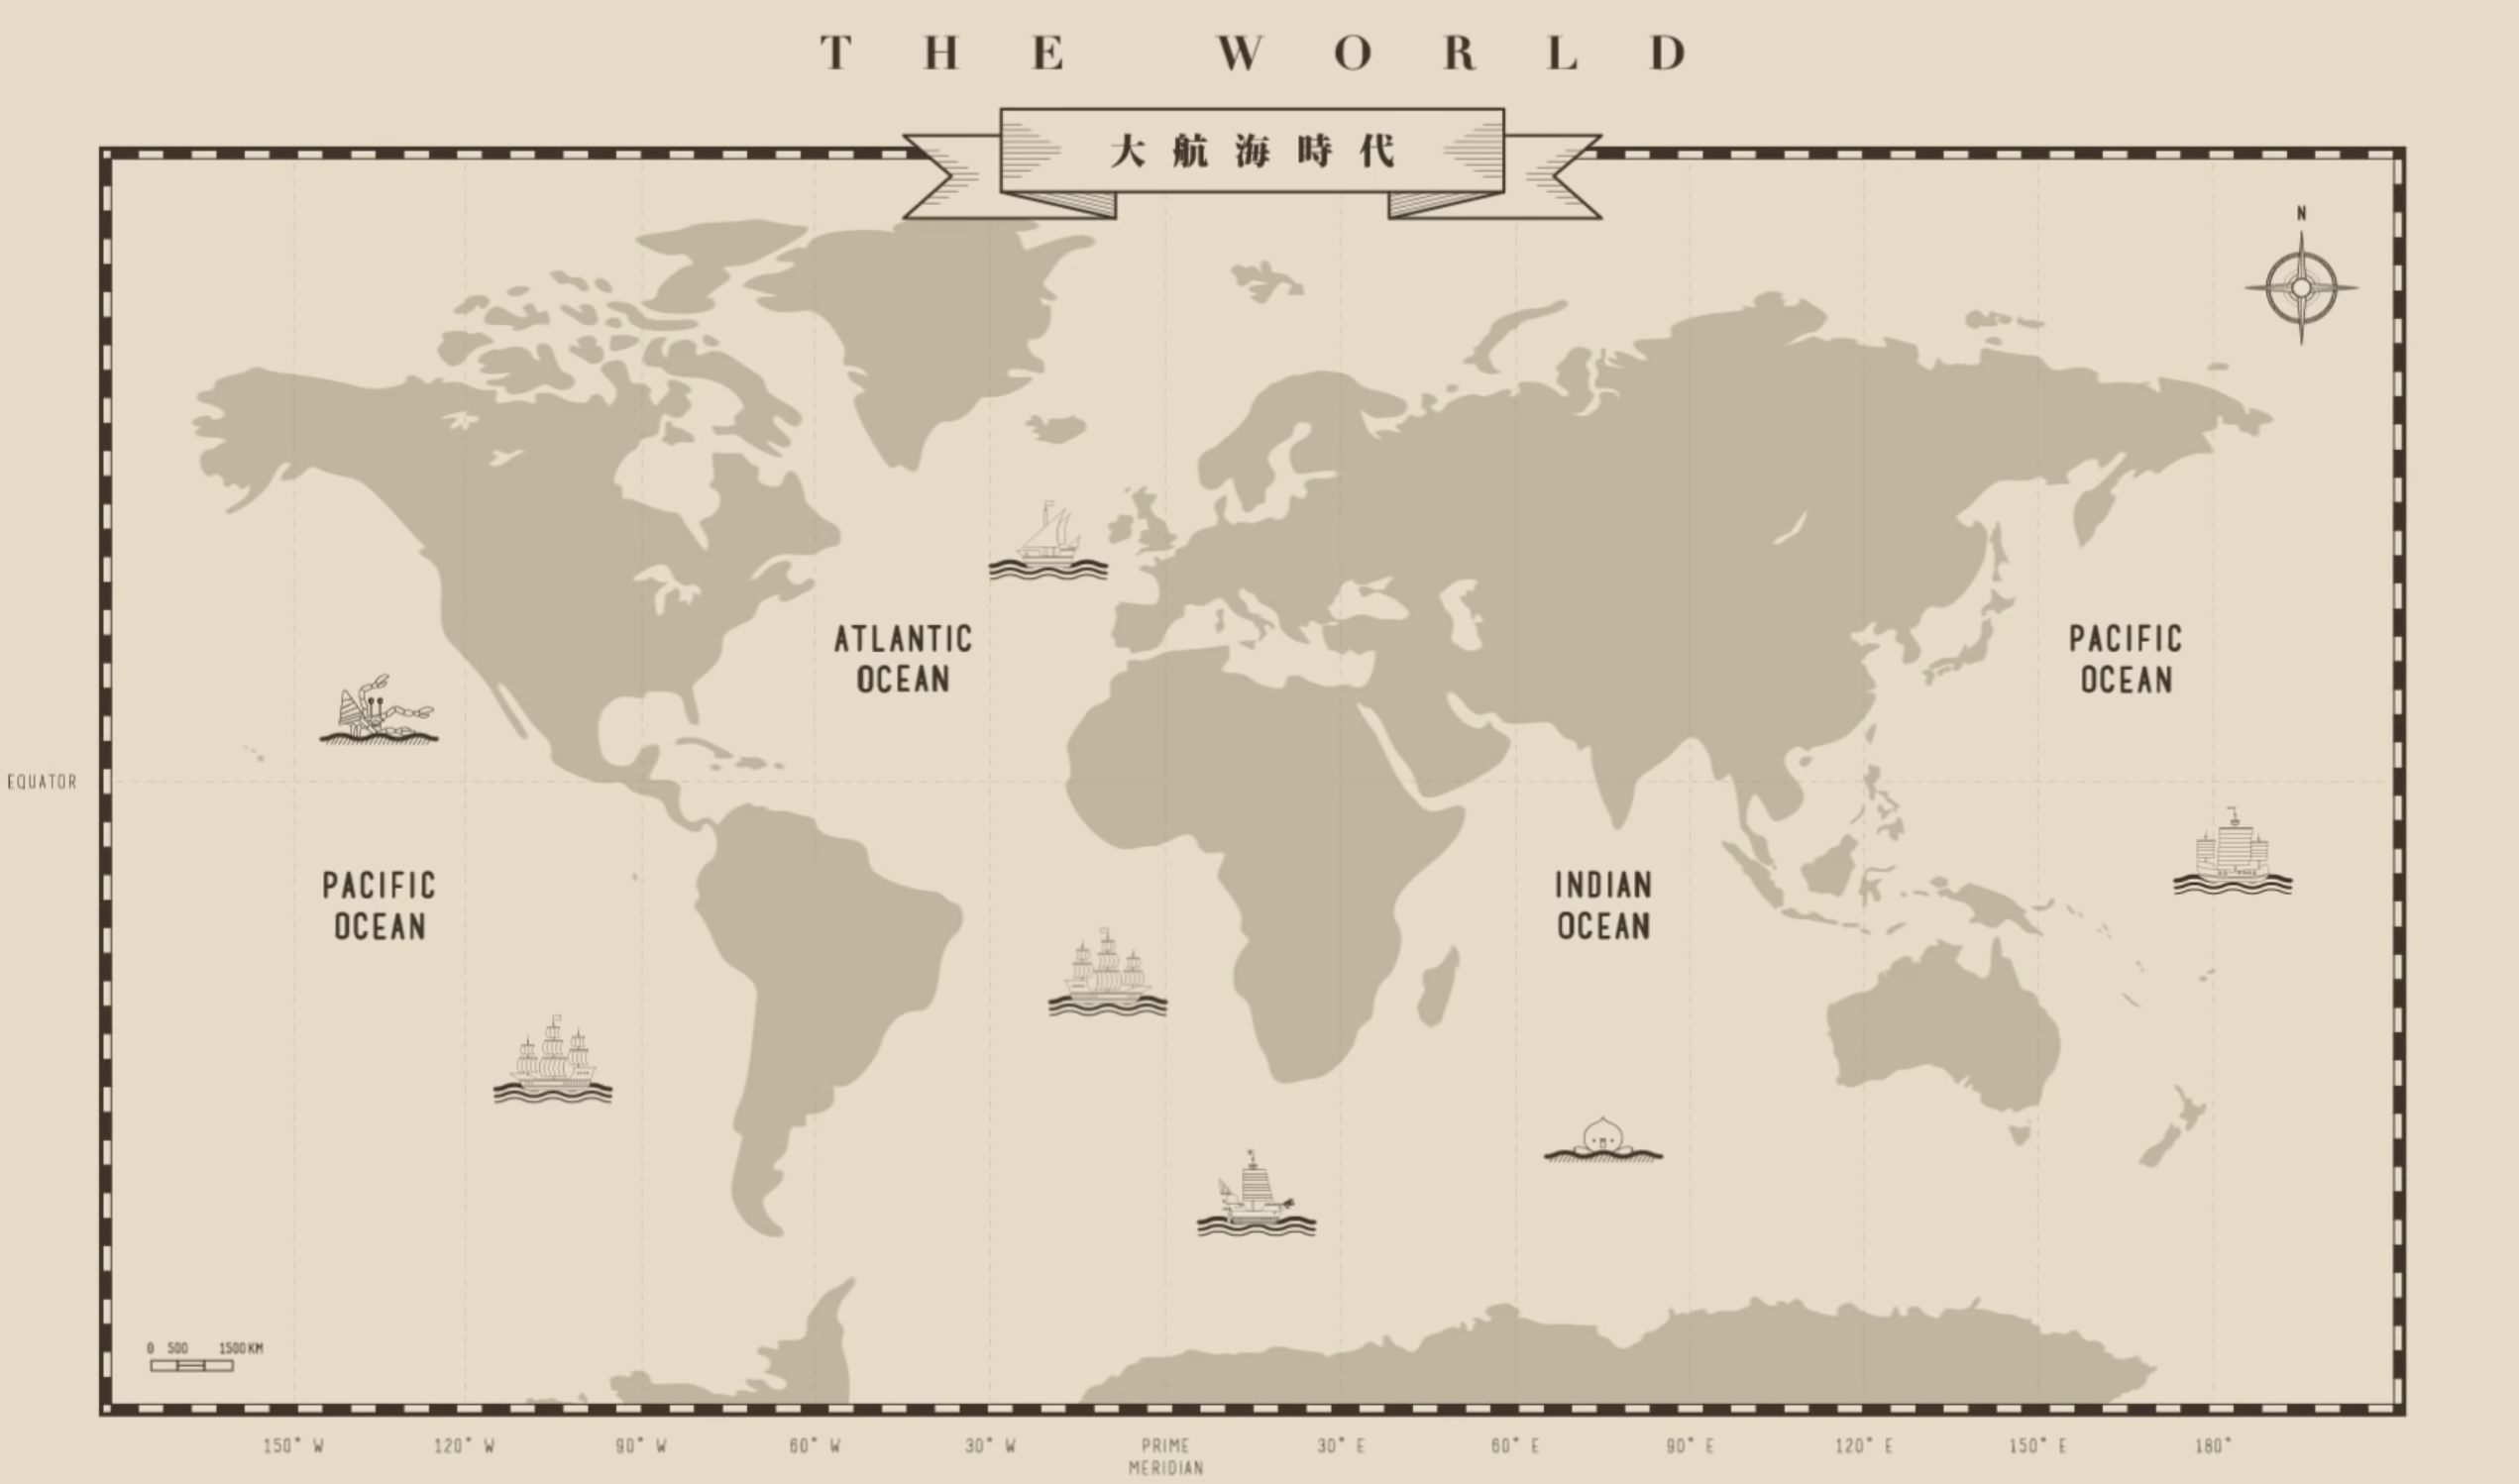 THE WORLD
大航海時代
N
ATLANTIC
OCEAN
PACIFIC
OCEAN
EQUATOR
PACIFIC
OCEAN
INDIAN
OCEAN
0 500 1500 KM
150° W 120° W 90° W 60° W 30° W PRIME 30° E 60° E 90° E 120° E 150° E 180°
MERIDIAN